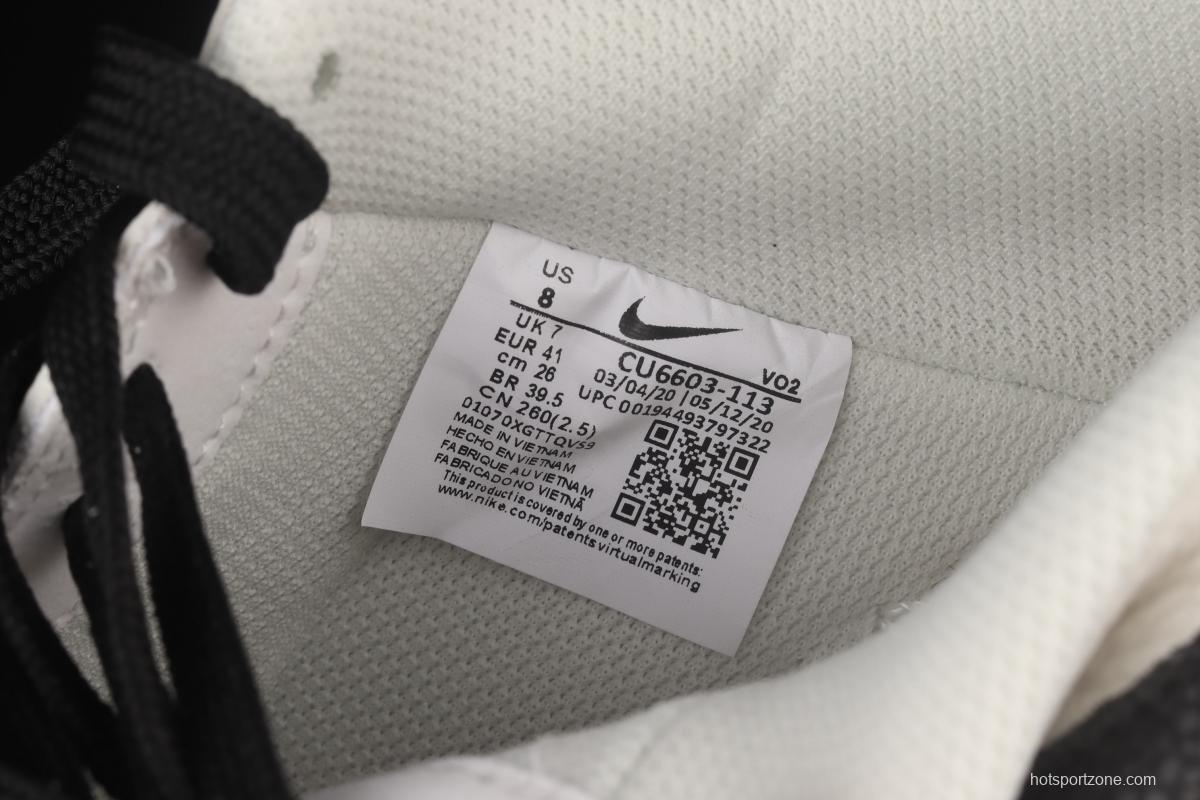 US
8
UK 7
EUR 41
cm 26
BR 39.5
CN 260(2.5)
01070XGTTQVS9
MADE IN VIETNAM
HECHO EN VIETNAM
FABRIQUE AU VIETNAM
FABRICADO NO VIETNÃ
This product is covered by one or more patents:
www.nike.com/patentsvirtualmarking
CU6603-113 VO2
03/04/20 | 05/12/20
UPC 00194493797322
hotsportzone.com